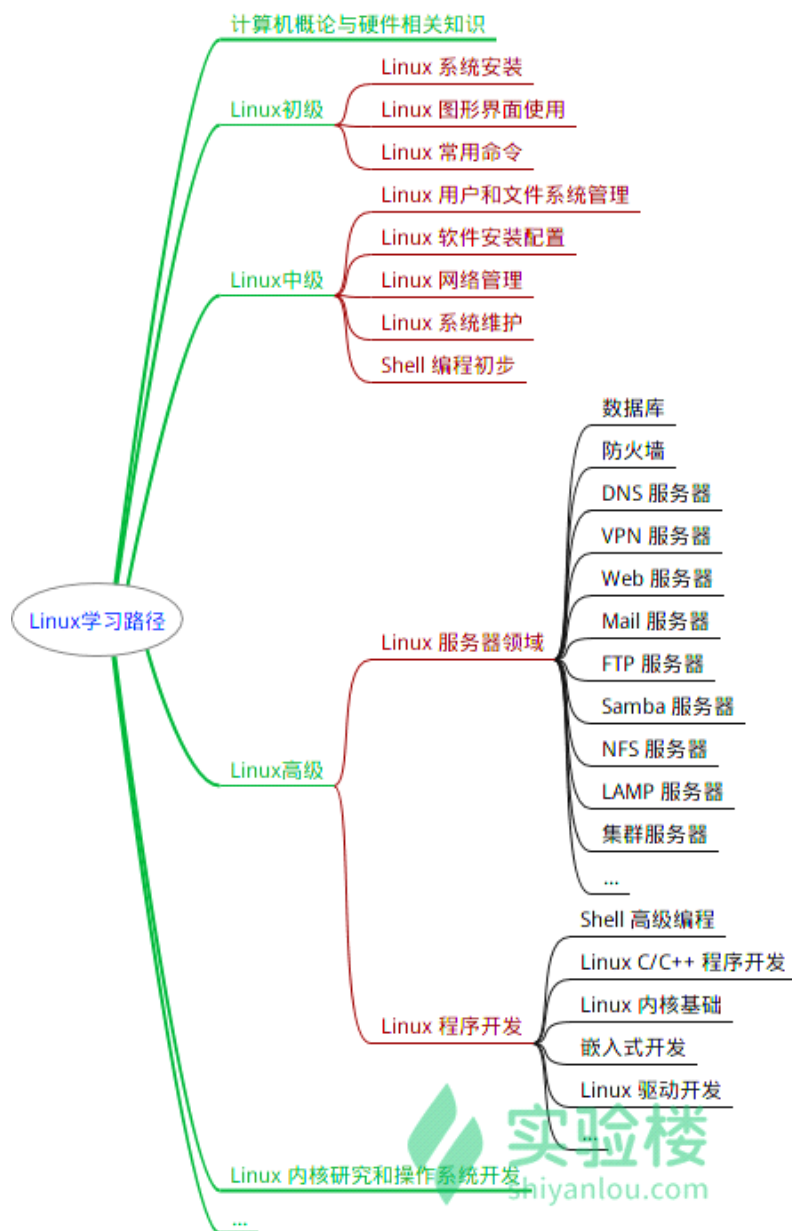 计算机概论与硬件相关知识
Linux初级
Linux 系统安装
Linux 图形界面使用
Linux 常用命令
Linux中级
Linux 用户和文件系统管理
Linux 软件安装配置
Linux 网络管理
Linux 系统维护
Shell 编程初步
Linux学习路径
Linux高级
Linux 服务器领域
数据库
防火墙
DNS 服务器
VPN 服务器
Web 服务器
Mail 服务器
FTP 服务器
Samba 服务器
NFS 服务器
LAMP 服务器
集群服务器
...
Linux 程序开发
Shell 高级编程
Linux C/C++ 程序开发
Linux 内核基础
嵌入式开发
Linux 驱动开发
...
Linux 内核研究和操作系统开发
...
实验楼
shiyanlou.com